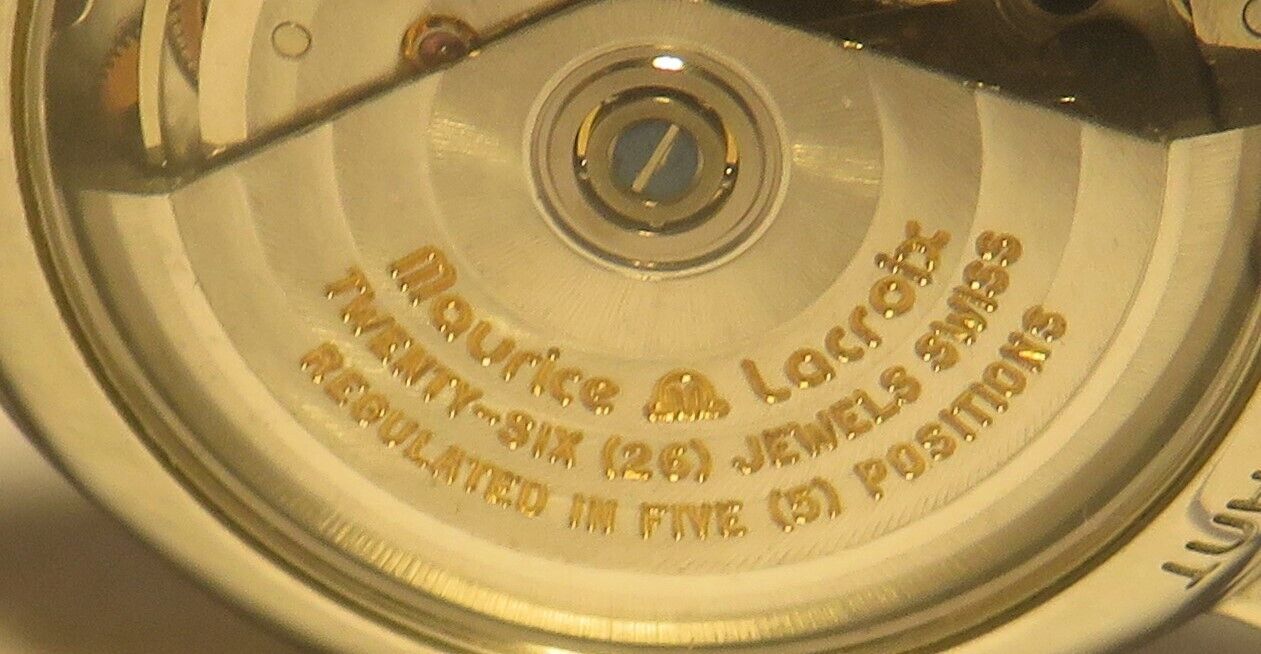 Maurice Lacroix
TWENTY-SIX (26) JEWELS SWISS
REGULATED IN FIVE (5) POSITIONS